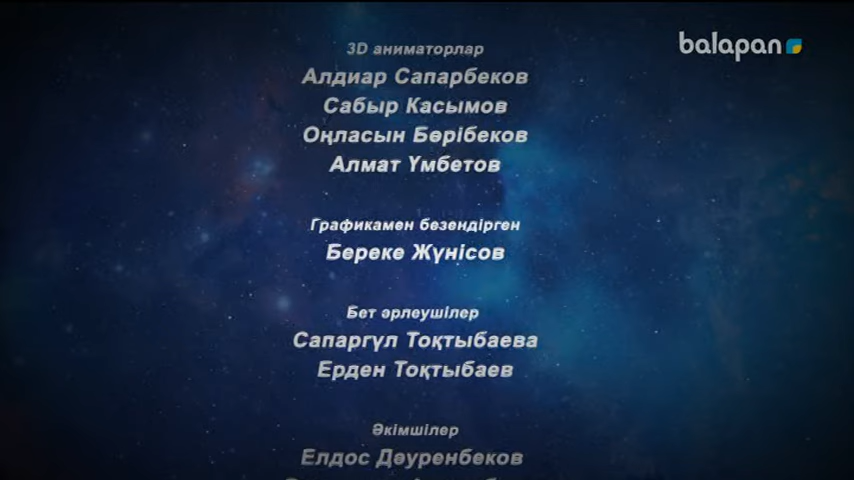 balapan
3D аниматорлар
Алдиар Сапарбеков
Сабыр Касымов
Оңласын Бөрібеков
Алмат Үмбетов
Графикамен безендірген
Береке Жүнісов
Бет әрлеушілер
Сапаргүл Тоқтыбаева
Ерден Тоқтыбаев
Әкімшілер
Елдос Дәуренбеков